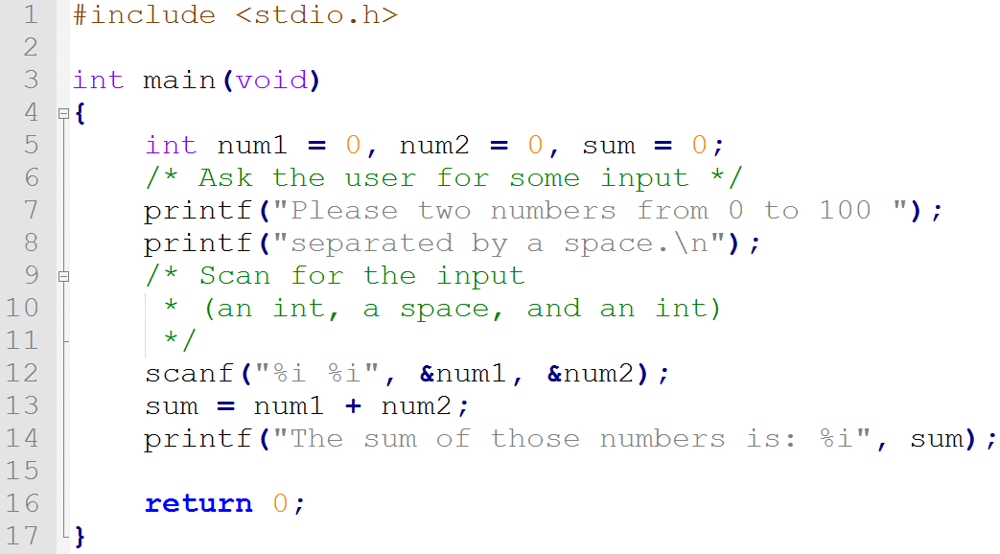 1 #include <stdio.h>
2
3 int main(void)
4 {
5     int num1 = 0, num2 = 0, sum = 0;
6     /* Ask the user for some input */
7     printf("Please two numbers from 0 to 100 ");
8     printf("separated by a space.\n");
9     /* Scan for the input
10      * (an int, a space, and an int)
11      */
12     scanf("%i %i", &num1, &num2);
13     sum = num1 + num2;
14     printf("The sum of those numbers is: %i", sum);
15
16     return 0;
17 }